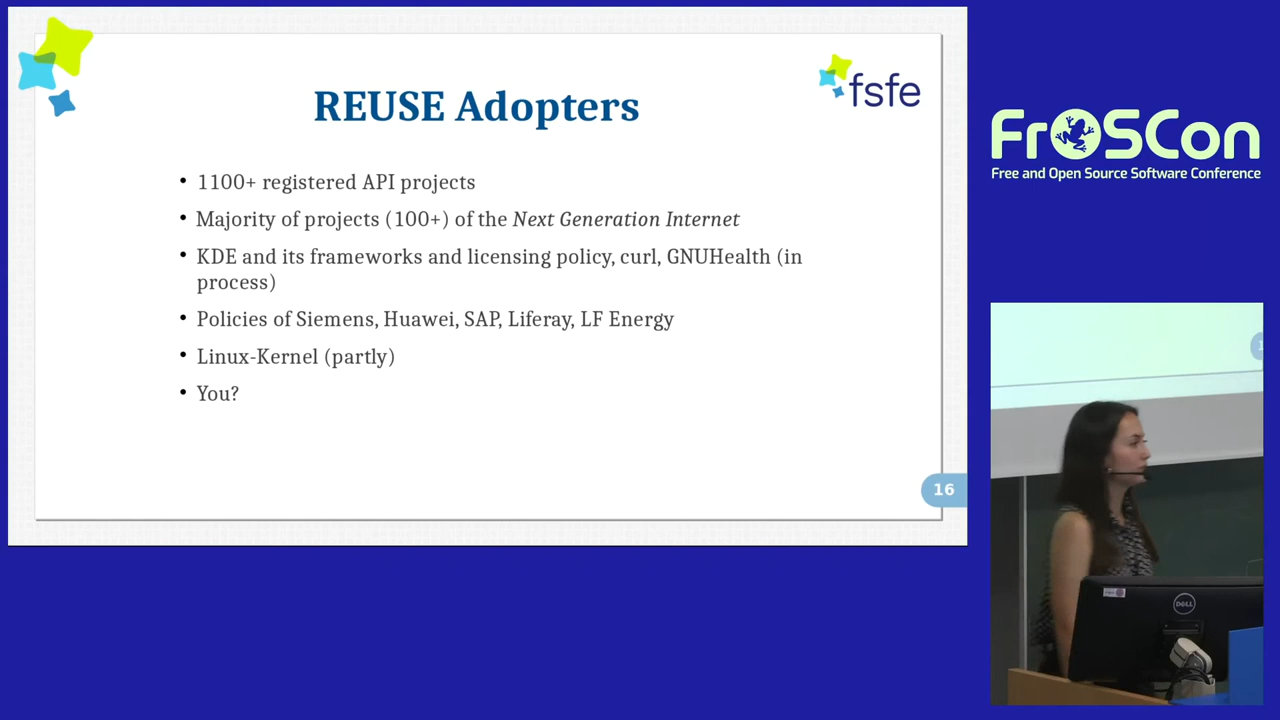 REUSE Adopters
fsfe
• 1100+ registered API projects
• Majority of projects (100+) of the Next Generation Internet
• KDE and its frameworks and licensing policy, curl, GNUHealth (in
process)
• Policies of Siemens, Huawei, SAP, Liferay, LF Energy
• Linux-Kernel (partly)
• You?
16
FrOSCon
Free and Open Source Software Conference
DELL